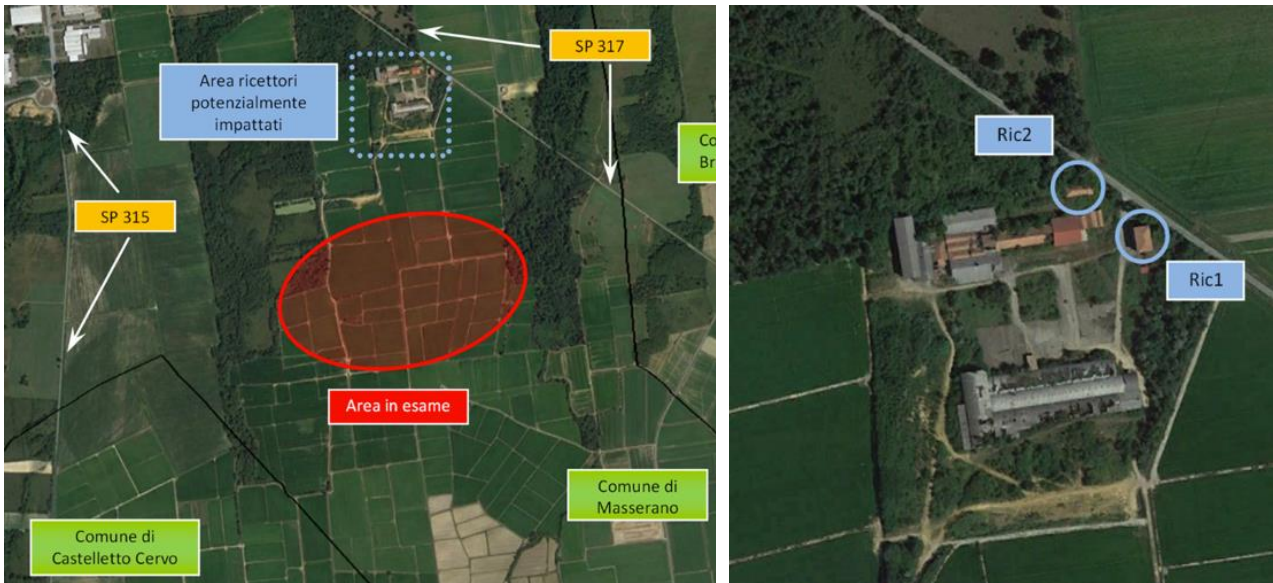 SP 317
Area ricettori
potenzialmente
impattati
SP 315
Area in esame
Comune di
Masserano
Comune di
Castelletto Cervo
Ric2
Ric1